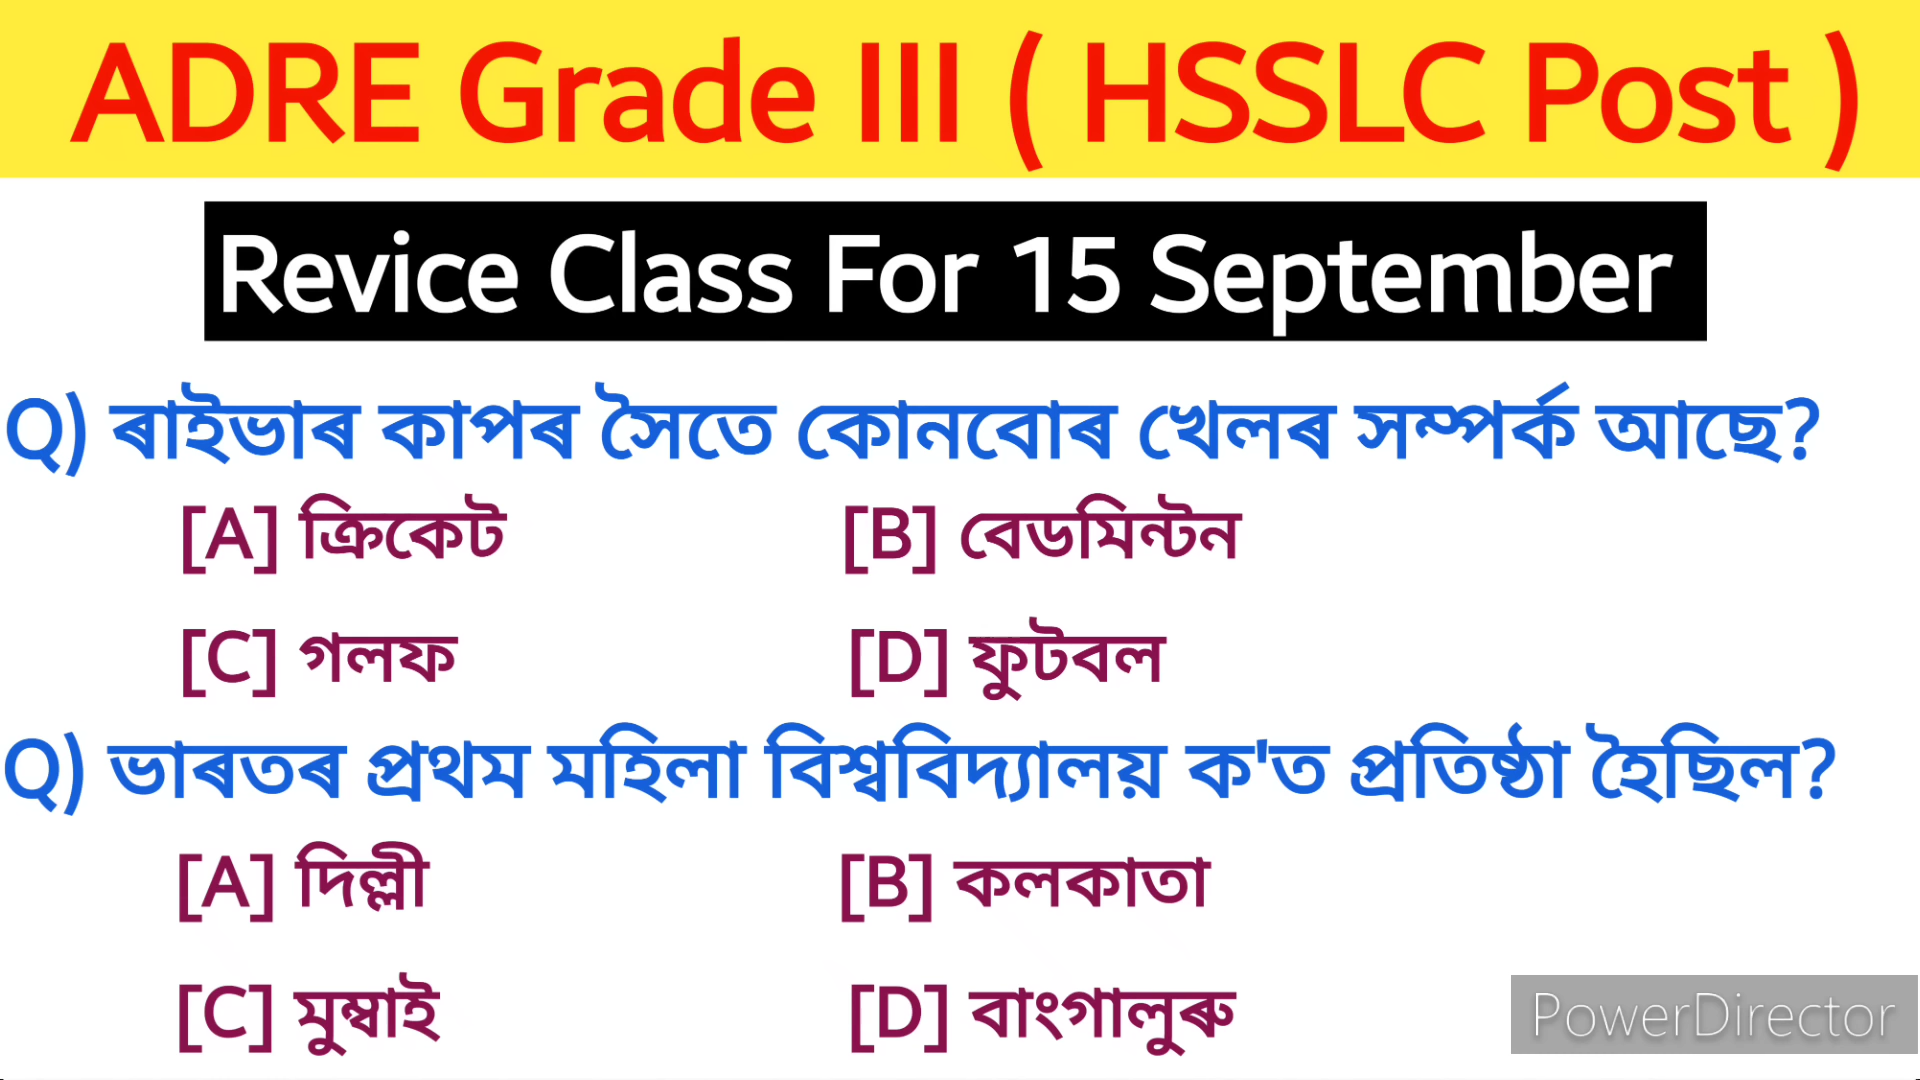 ADRE Grade III ( HSSLC Post )
Revice Class For 15 September
Q) ৰাইভাৰ কাপৰ সৈতে কোনবোৰ খেলৰ সম্পৰ্ক আছে?
[A] ক্ৰিকেট [B] বেডমিন্টন
[C] গলফ [D] ফুটবল
Q) ভাৰতৰ প্ৰথম মহিলা বিশ্ববিদ্যালয় ক'ত প্ৰতিষ্ঠা হৈছিল?
[A] দিল্লী [B] কলকাতা
[C] মুম্বাই [D] বাংগালুৰু
PowerDirector